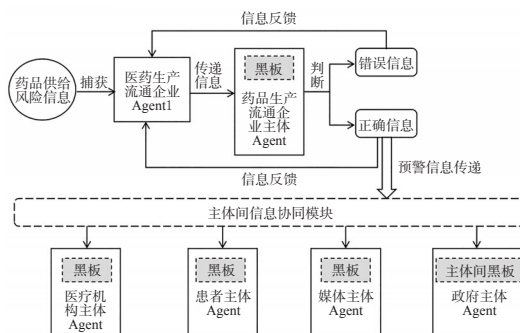 信息反馈
药品供给
风险信息
捕获
医药生产
流通企业
Agent1
传递
信息
黑板
药品生产
流通企
业主体
Agent
判断
错误信息
正确信息
信息反馈
预警信息传递
主体间信息协同模块
黑板
医疗机
构主体
Agent
黑板
患者主体
Agent
黑板
媒体主体
Agent
主体间黑板
政府主体
Agent